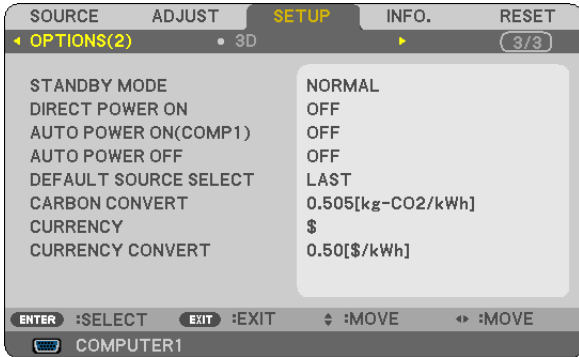 SOURCE ADJUST SETUP INFO. RESET
OPTIONS(2) 3D 3/3
STANDBY MODE NORMAL
DIRECT POWER ON OFF
AUTO POWER ON(COMP1) OFF
AUTO POWER OFF OFF
DEFAULT SOURCE SELECT LAST
CARBON CONVERT 0.505[kg-CO2/kWh]
CURRENCY $
CURRENCY CONVERT 0.50[$/kWh]
ENTER :SELECT EXIT :EXIT :MOVE :MOVE
COMPUTER1